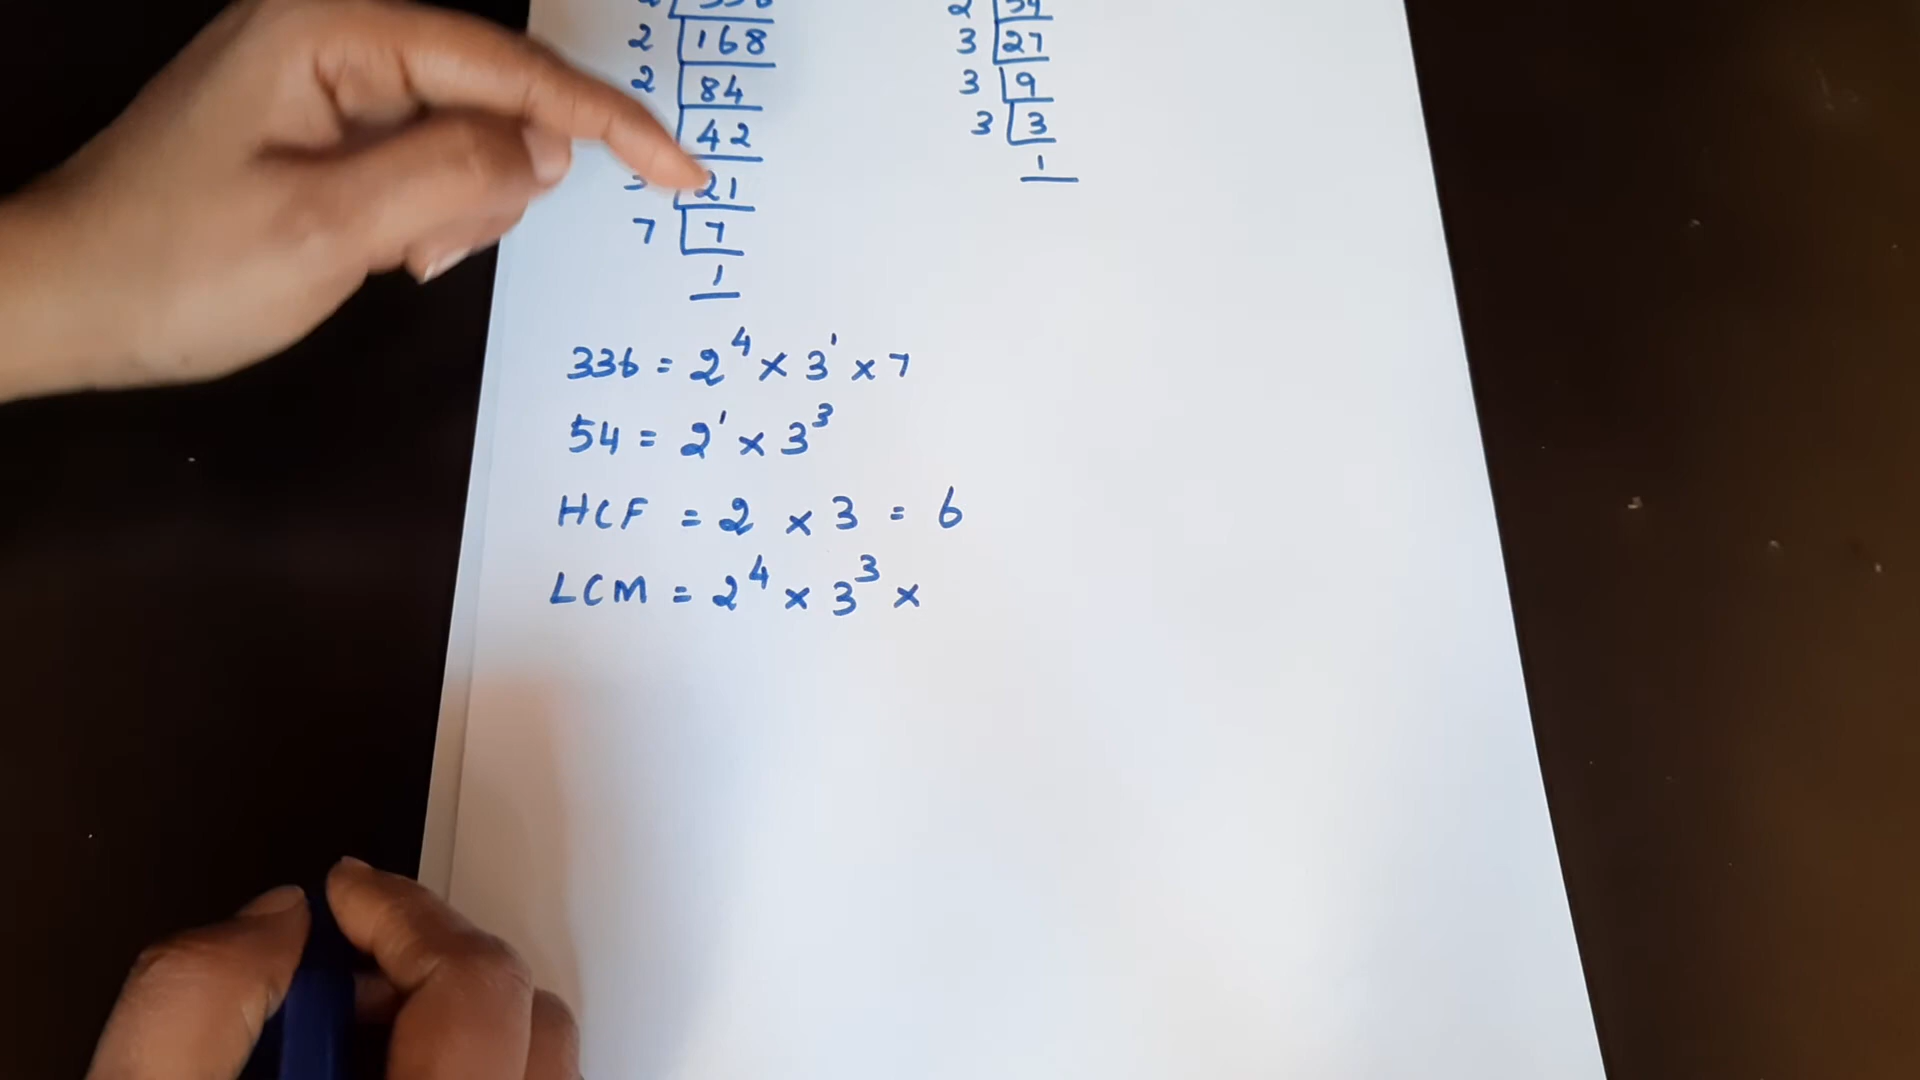 2 168
2 84
42
21
7 7
1
3 27
3 9
3 3
1
336 = 2⁴ × 3¹ × 7
54 = 2¹ × 3³
HCF = 2 × 3 = 6
LCM = 2⁴ × 3³ ×